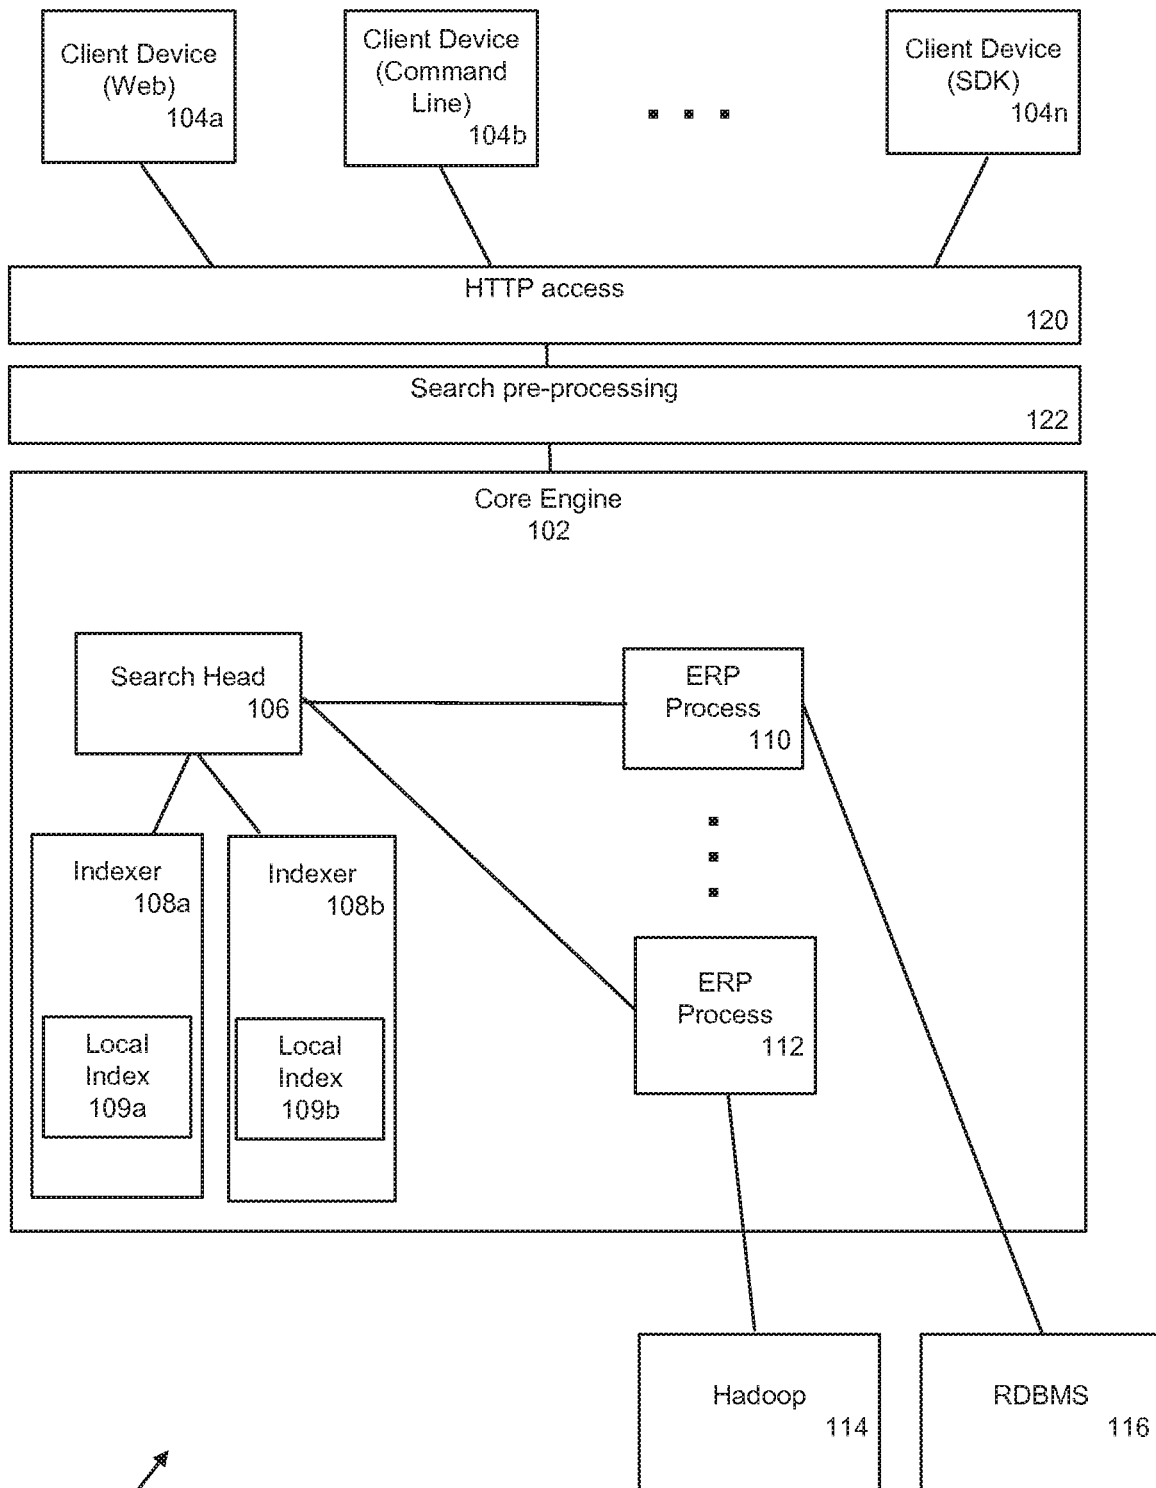 Client Device
(Web)
104a
Client Device
(Command
Line)
104b
Client Device
(SDK)
104n
HTTP access
120
Search pre-processing
122
Core Engine
102
Search Head
106
ERP
Process
110
Indexer
108a
Indexer
108b
ERP
Process
112
Local
Index
109a
Local
Index
109b
Hadoop
114
RDBMS
116